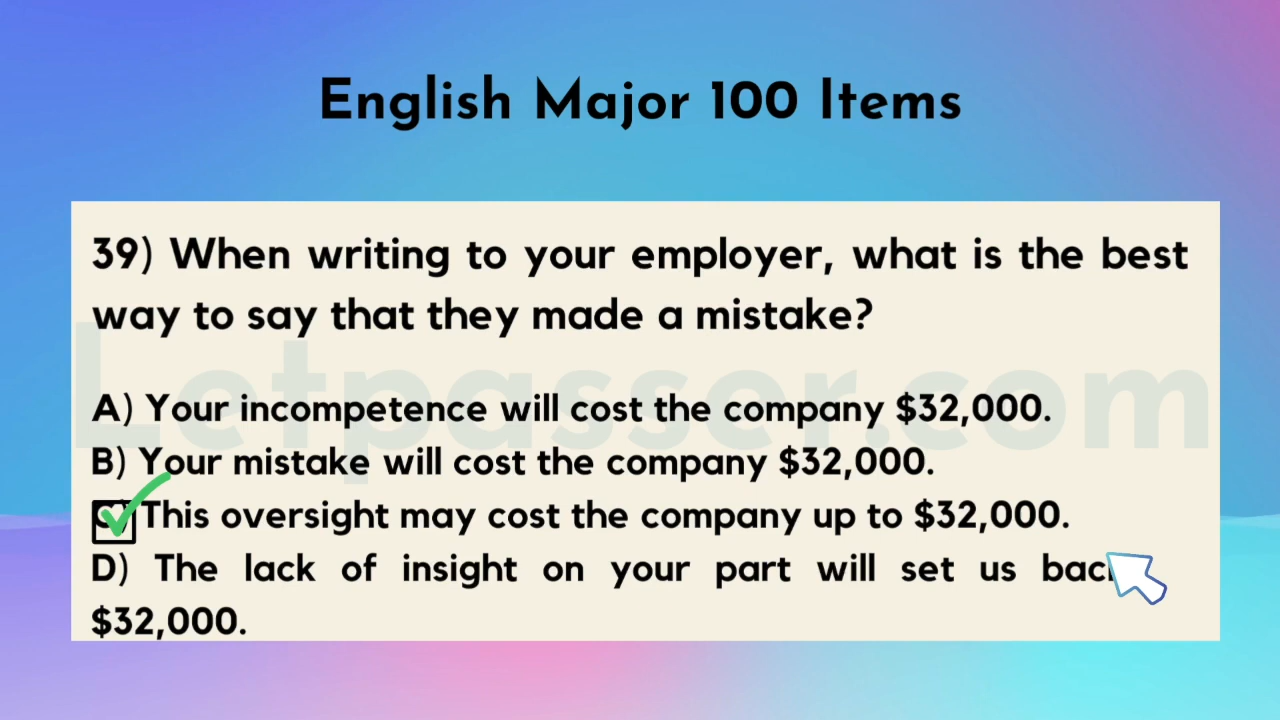 English Major 100 Items
39) When writing to your employer, what is the best
way to say that they made a mistake?
Letpasser.com
A) Your incompetence will cost the company $32,000.
B) Your mistake will cost the company $32,000.
This oversight may cost the company up to $32,000.
D) The lack of insight on your part will set us
$32,000.